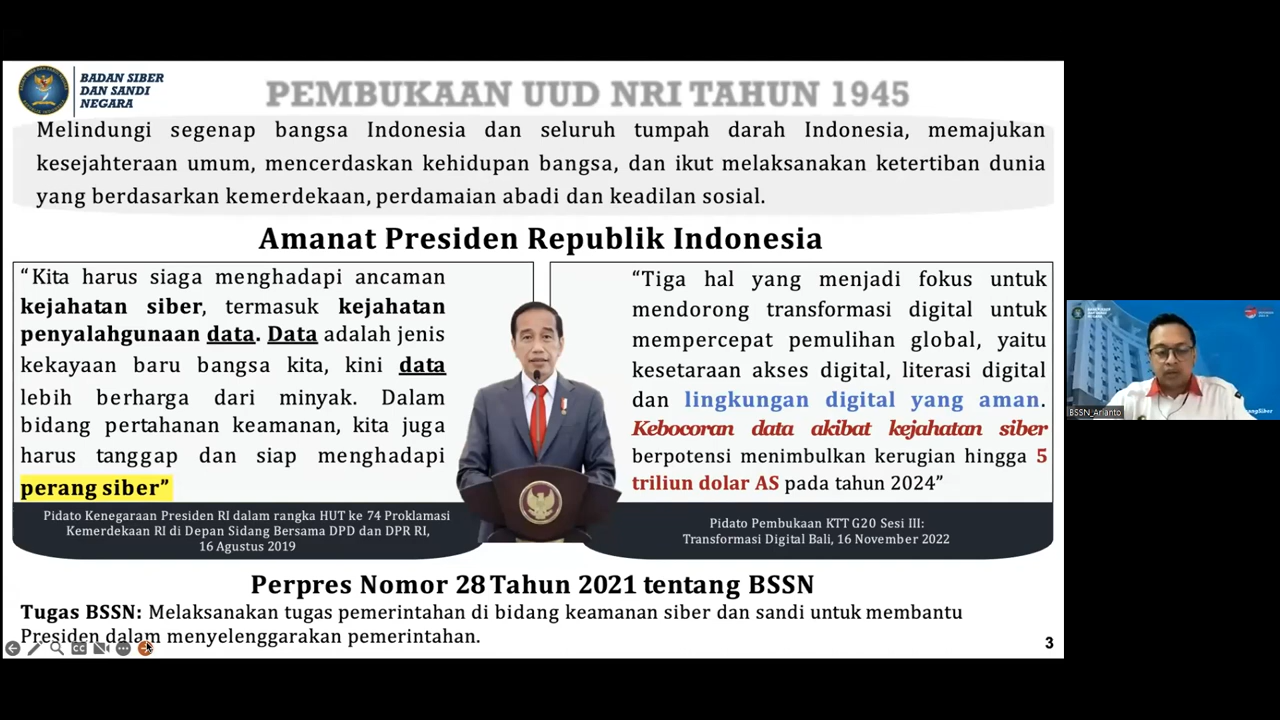 BADAN SIBER
DAN SANDI
NEGARA
PEMBUKAAN UUD NRI TAHUN 1945
Melindungi segenap bangsa Indonesia dan seluruh tumpah darah Indonesia, memajukan
kesejahteraan umum, mencerdaskan kehidupan bangsa, dan ikut melaksanakan ketertiban dunia
yang berdasarkan kemerdekaan, perdamaian abadi dan keadilan sosial.
Amanat Presiden Republik Indonesia
“Kita harus siaga menghadapi ancaman
kejahatan siber, termasuk kejahatan
penyalahgunaan data. Data adalah jenis
kekayaan baru bangsa kita, kini data
lebih berharga dari minyak. Dalam
bidang pertahanan keamanan, kita juga
harus tanggap dan siap menghadapi
perang siber”
Pidato Kenegaraan Presiden RI dalam rangka HUT ke 74 Proklamasi
Kemerdekaan RI di Depan Sidang Bersama DPD dan DPR RI,
16 Agustus 2019
“Tiga hal yang menjadi fokus untuk
mendorong transformasi digital untuk
mempercepat pemulihan global, yaitu
kesetaraan akses digital, literasi digital
dan lingkungan digital yang aman.
Kebocoran data akibat kejahatan siber
berpotensi menimbulkan kerugian hingga 5
triliun dolar AS pada tahun 2024”
Pidato Pembukaan KTT G20 Sesi III:
Transformasi Digital Bali, 16 November 2022
Perpres Nomor 28 Tahun 2021 tentang BSSN
Tugas BSSN: Melaksanakan tugas pemerintahan di bidang keamanan siber dan sandi untuk membantu
Presiden dalam menyelenggarakan pemerintahan.
CC
3
BSSN_Arianto